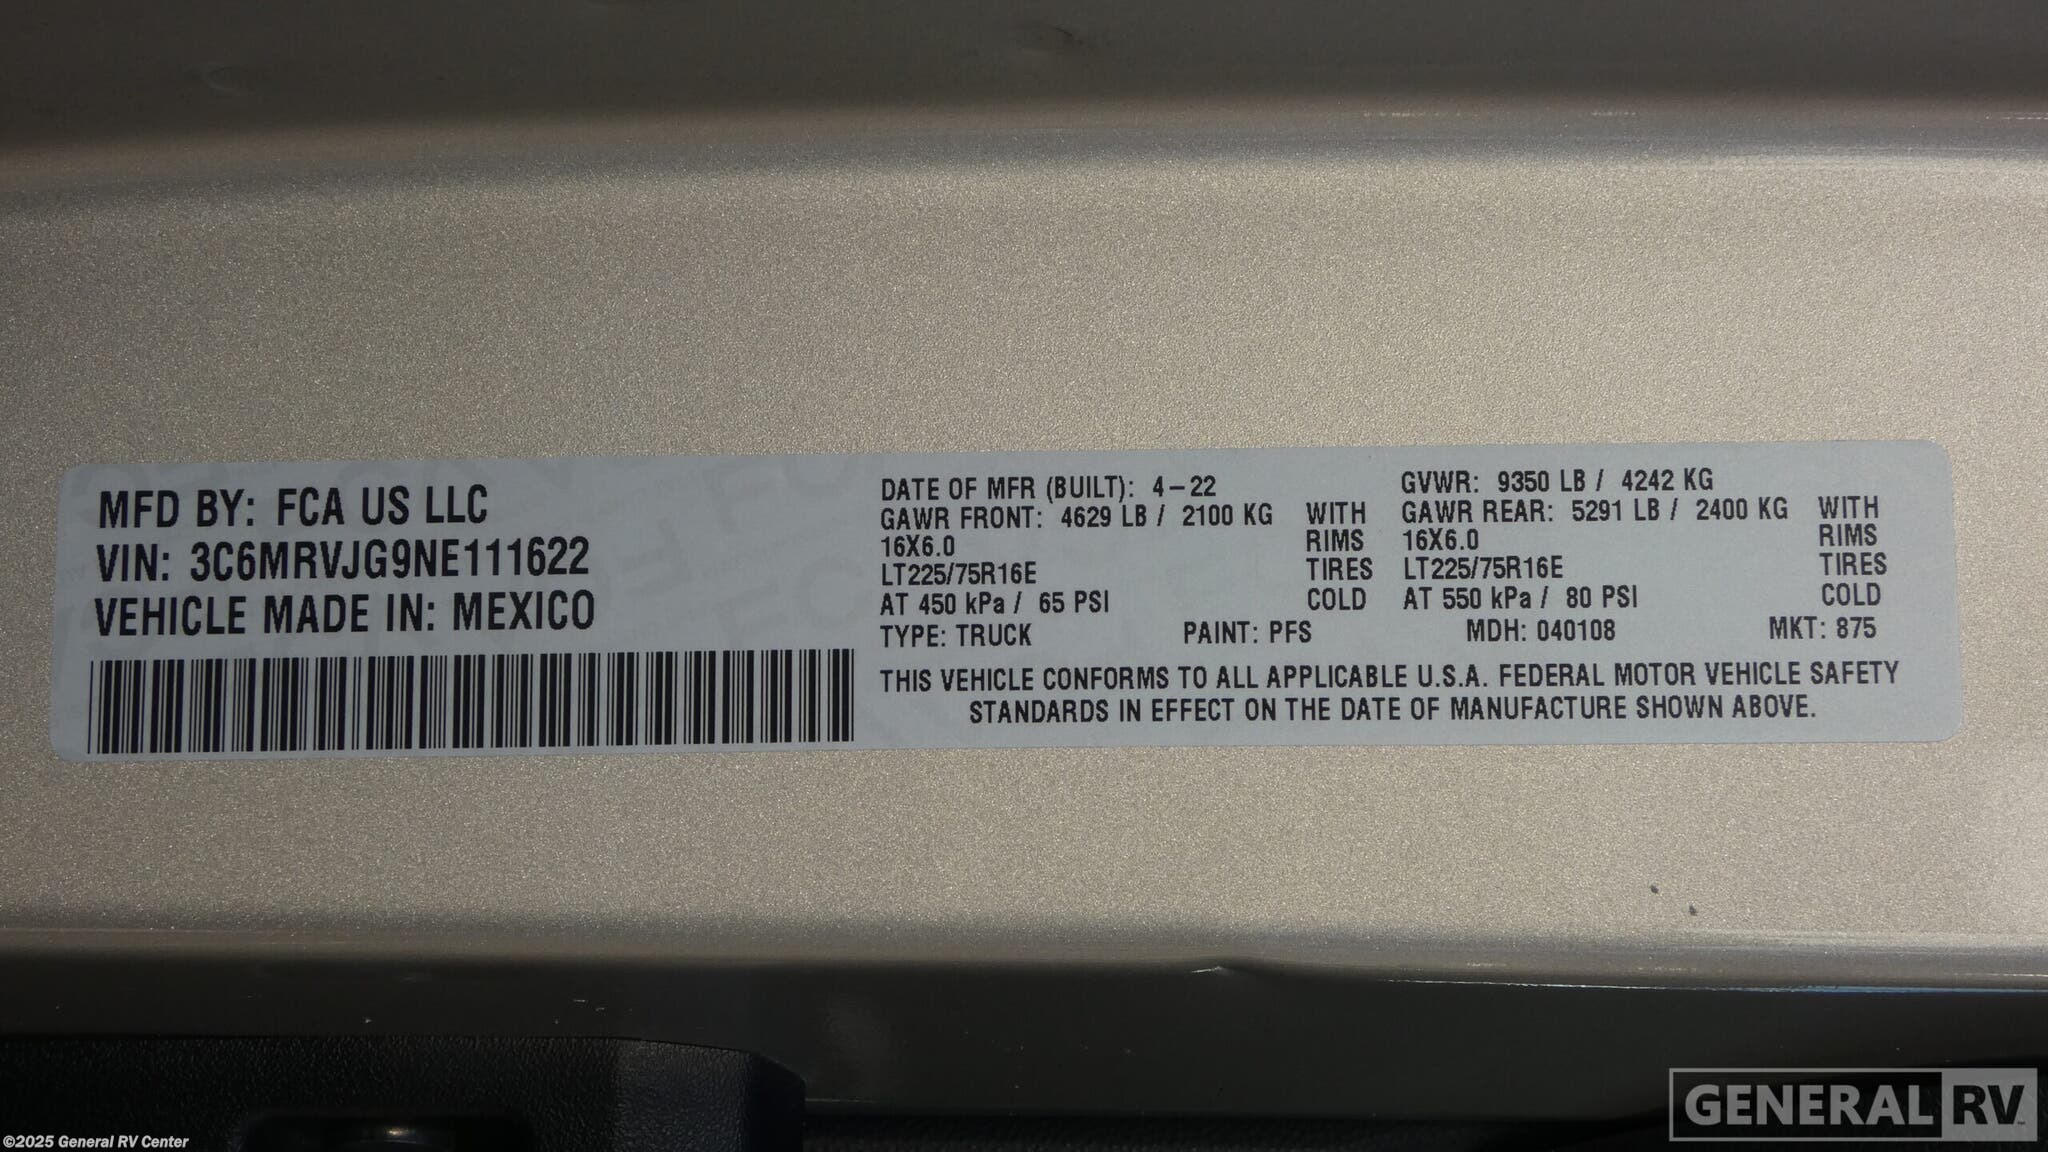 MFD BY: FCA US LLC
VIN: 3C6MRVJG9NE111622
VEHICLE MADE IN: MEXICO
DATE OF MFR (BUILT): 4-22 GVWR: 9350 LB / 4242 KG
GAWR FRONT: 4629 LB / 2100 KG WITH GAWR REAR: 5291 LB / 2400 KG WITH
16X6.0 RIMS 16X6.0 RIMS
LT225/75R16E TIRES LT225/75R16E TIRES
AT 450 kPa / 65 PSI COLD AT 550 kPa / 80 PSI COLD
TYPE: TRUCK PAINT: PFS MDH: 040108 MKT: 875
THIS VEHICLE CONFORMS TO ALL APPLICABLE U.S.A. FEDERAL MOTOR VEHICLE SAFETY
STANDARDS IN EFFECT ON THE DATE OF MANUFACTURE SHOWN ABOVE.
GENERAL RV
©2025 General RV Center